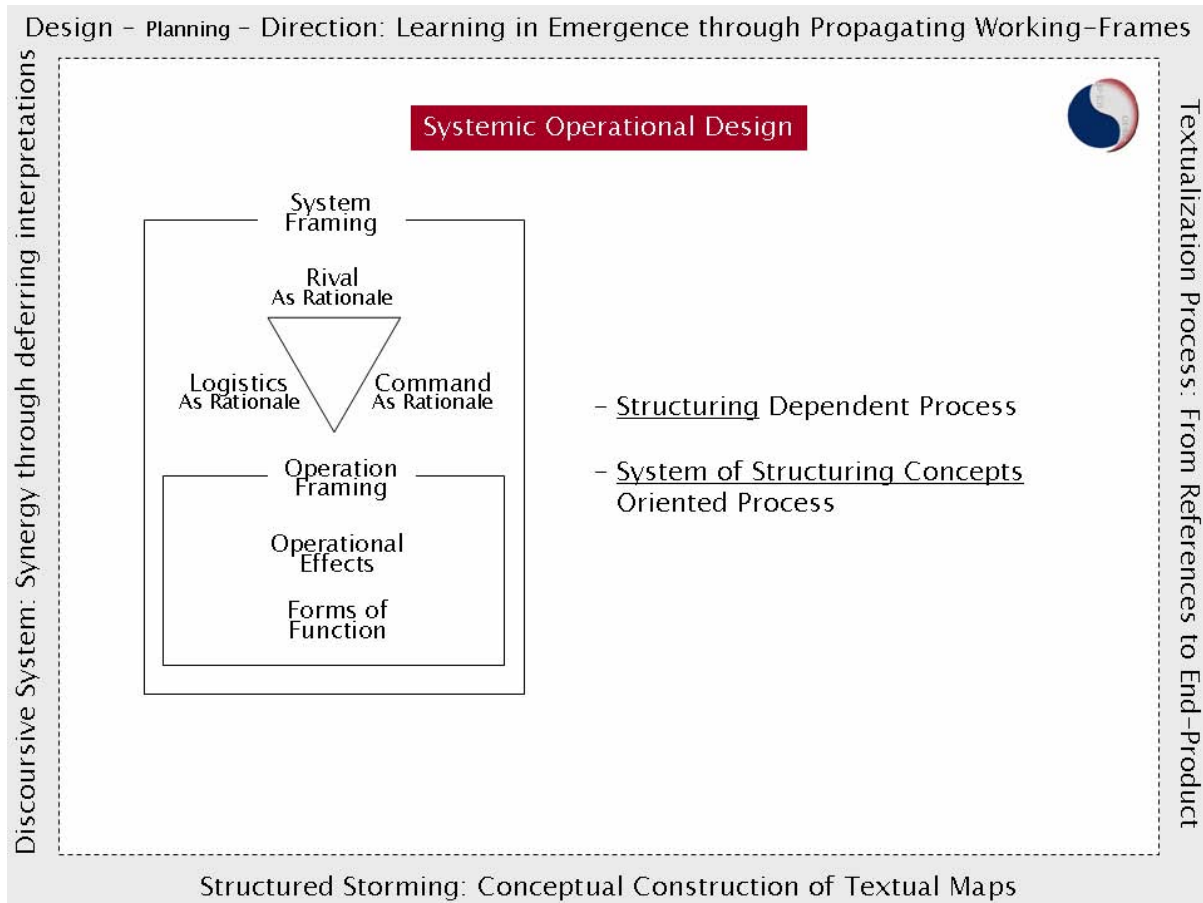 Design – Planning – Direction: Learning in Emergence through Propagating Working-Frames
Discoursive System: Synergy through deferring interpretations
Systemic Operational Design
System
Framing
Rival
As Rationale
Logistics
As Rationale
Command
As Rationale
Operation
Framing
Operational
Effects
Forms of
Function
– Structuring Dependent Process
– System of Structuring Concepts
Oriented Process
Textualization Process: From References to End-Product
Structured Storming: Conceptual Construction of Textual Maps